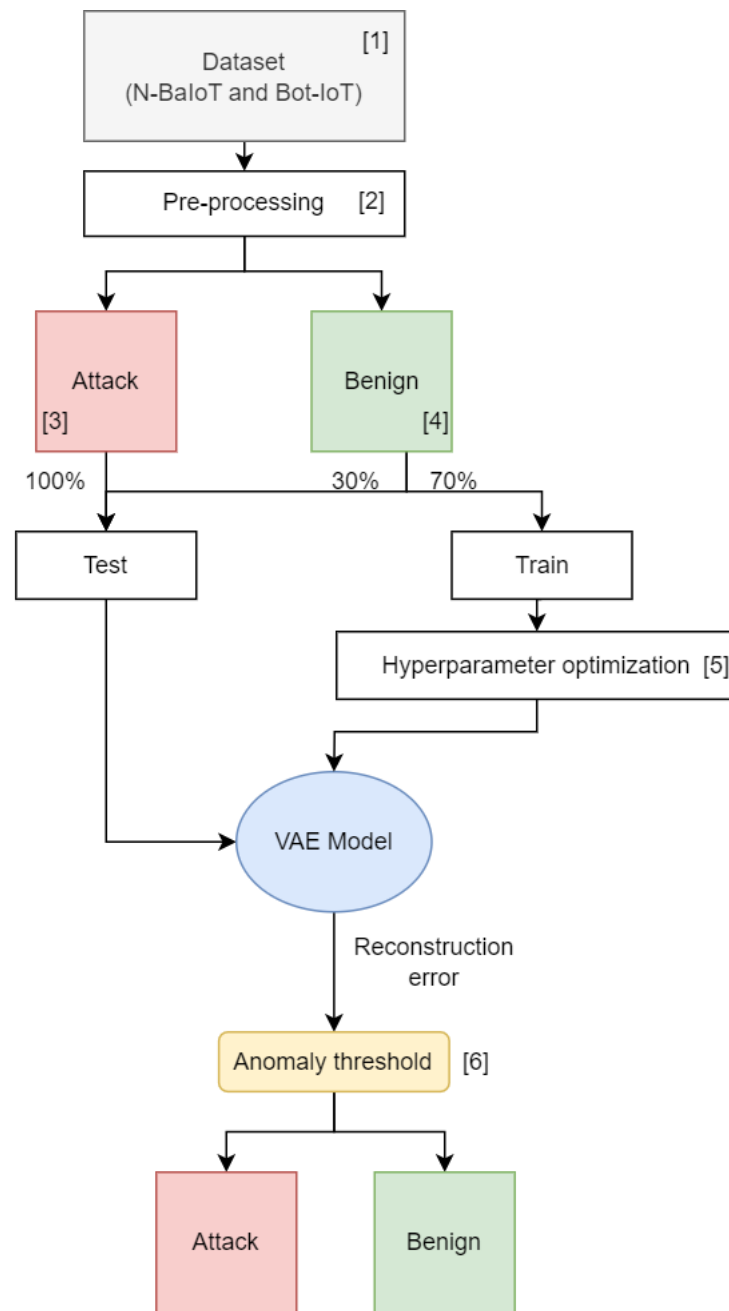 [1]
Dataset
(N-BaIoT and Bot-IoT)
Pre-processing [2]
Attack
[3]
Benign
[4]
100%
30%
70%
Test
Train
Hyperparameter optimization [5]
VAE Model
Reconstruction
error
Anomaly threshold [6]
Attack
Benign